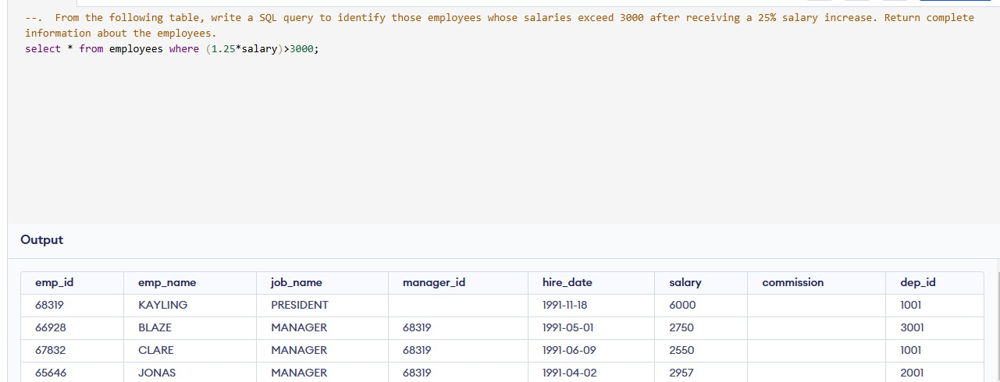 --.  From the following table, write a SQL query to identify those employees whose salaries exceed 3000 after receiving a 25% salary increase. Return complete
information about the employees.
select * from employees where (1.25*salary)>3000;
Output
emp_id emp_name job_name manager_id hire_date salary commission dep_id
68319 KAYLING PRESIDENT 1991-11-18 6000 1001
66928 BLAZE MANAGER 68319 1991-05-01 2750 3001
67832 CLARE MANAGER 68319 1991-06-09 2550 1001
65646 JONAS MANAGER 68319 1991-04-02 2957 2001